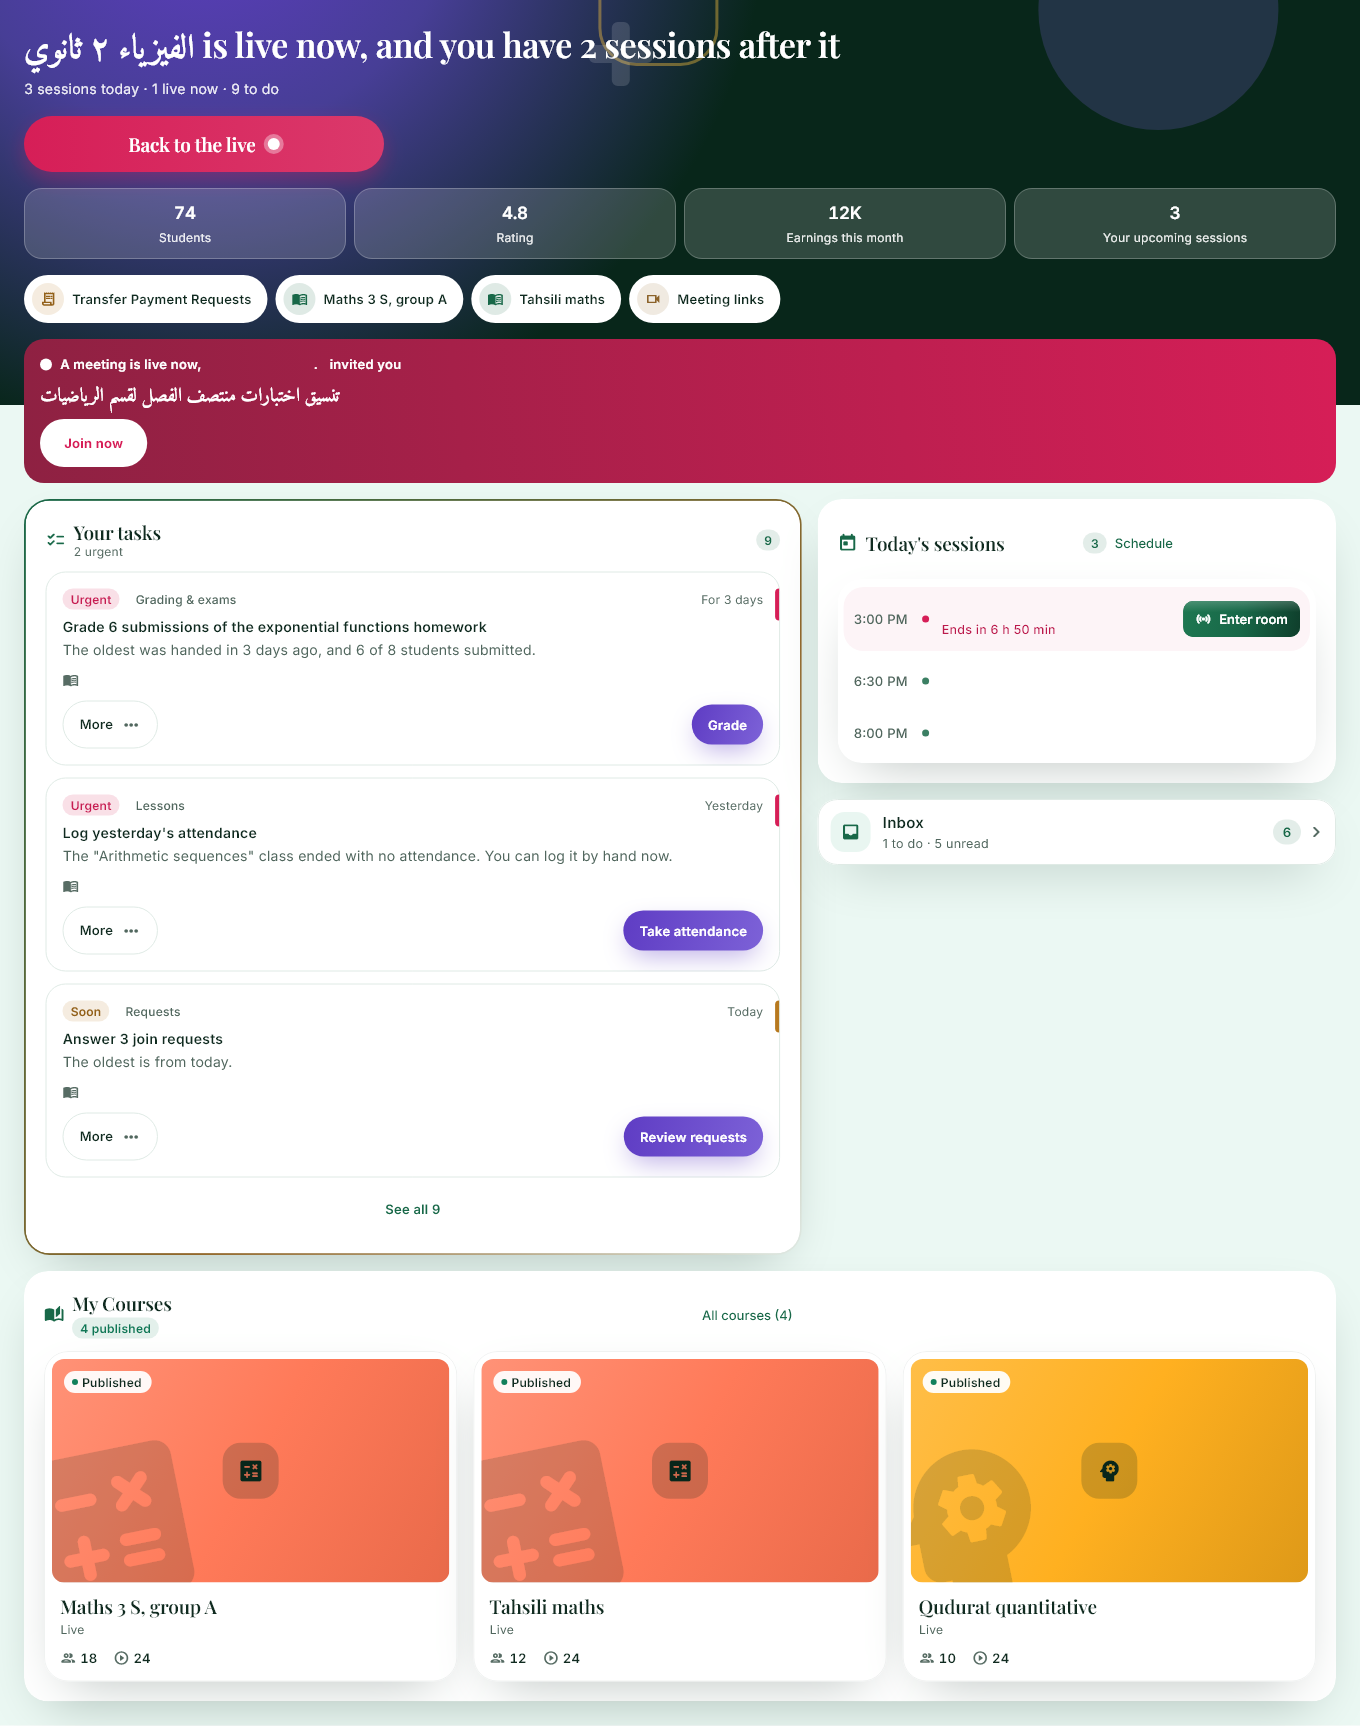 الفيزياء ٢ ثانوي is live now, and you have 2 sessions after it
3 sessions today · 1 live now · 9 to do
Back to the live
74
Students
4.8
Rating
12K
Earnings this month
3
Your upcoming sessions
Transfer Payment Requests
Maths 3 S, group A
Tahsili maths
Meeting links
A meeting is live now, . invited you
تنسيق اختبارات منتصف الفصل لقسم الرياضيات
Join now
Your tasks
2 urgent
9
Urgent Grading & exams For 3 days
Grade 6 submissions of the exponential functions homework
The oldest was handed in 3 days ago, and 6 of 8 students submitted.
More
Grade
Urgent Lessons Yesterday
Log yesterday's attendance
The "Arithmetic sequences" class ended with no attendance. You can log it by hand now.
More
Take attendance
Soon Requests Today
Answer 3 join requests
The oldest is from today.
More
Review requests
See all 9
Today's sessions
3 Schedule
3:00 PM
Ends in 6 h 50 min
Enter room
6:30 PM
8:00 PM
Inbox
1 to do · 5 unread
6
My Courses
4 published
All courses (4)
Published
Maths 3 S, group A
Live
18 24
Published
Tahsili maths
Live
12 24
Published
Qudurat quantitative
Live
10 24